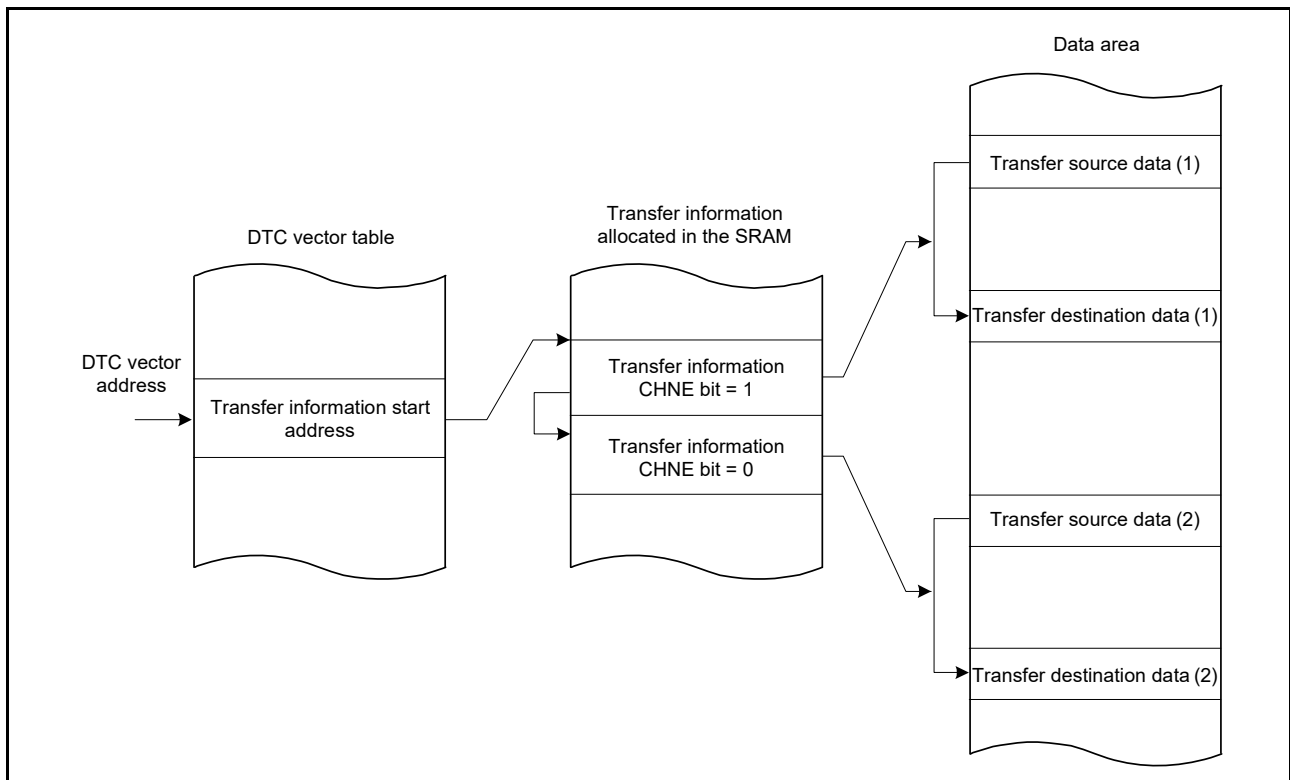 Data area
Transfer source data (1)
Transfer information
allocated in the SRAM
DTC vector table
Transfer destination data (1)
DTC vector
address
Transfer information
CHNE bit = 1
Transfer information start
address
Transfer information
CHNE bit = 0
Transfer source data (2)
Transfer destination data (2)